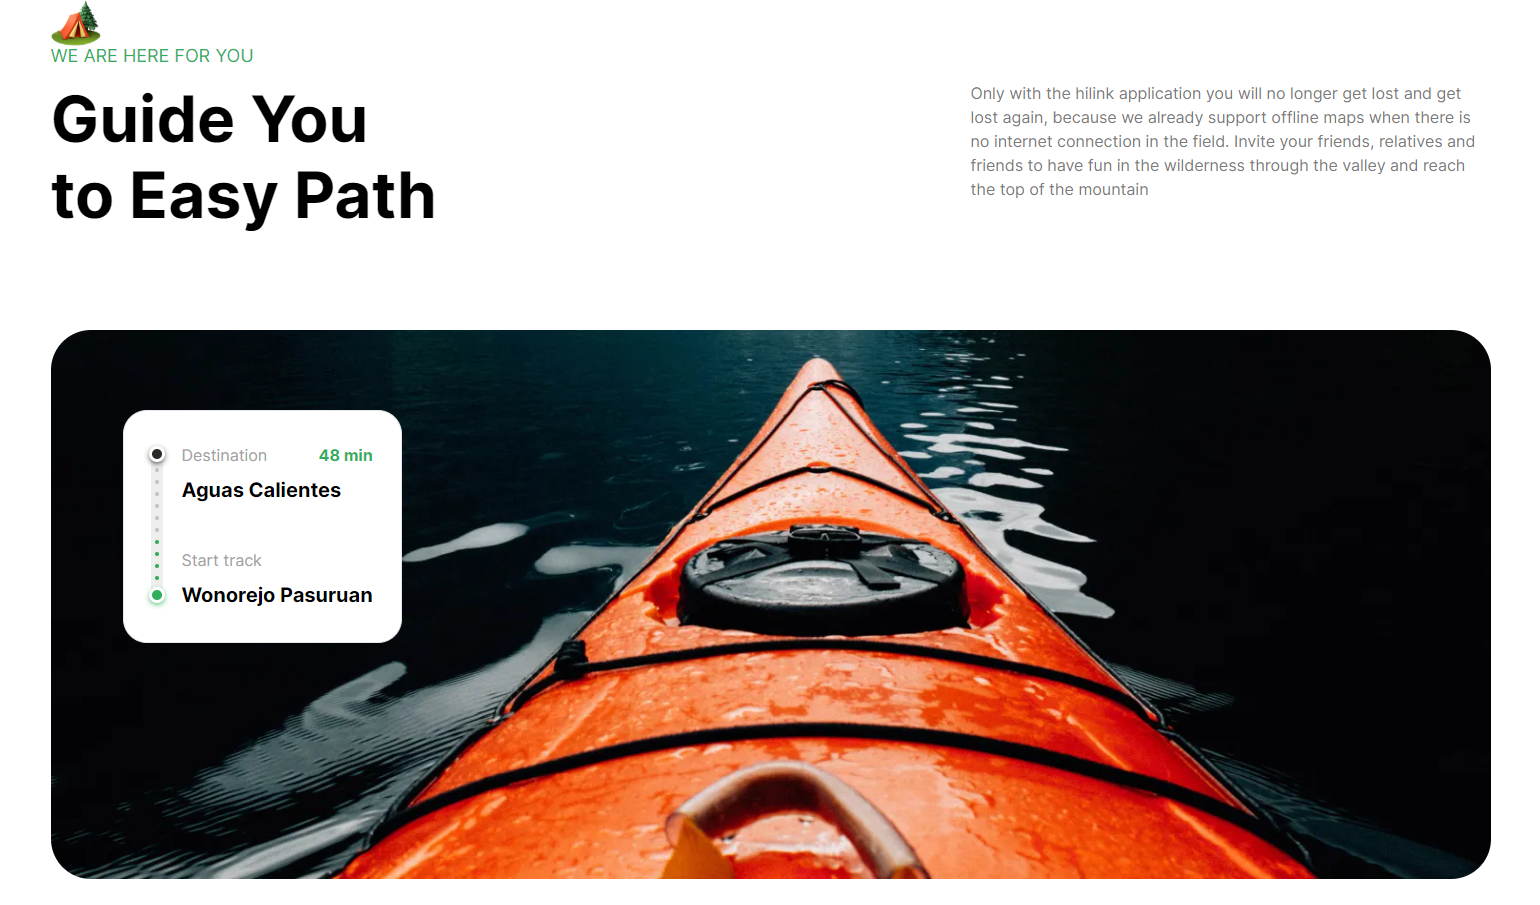 WE ARE HERE FOR YOU
Guide You
to Easy Path
Only with the hilink application you will no longer get lost and get
lost again, because we already support offline maps when there is
no internet connection in the field. Invite your friends, relatives and
friends to have fun in the wilderness through the valley and reach
the top of the mountain
Destination 48 min
Aguas Calientes
Start track
Wonorejo Pasuruan